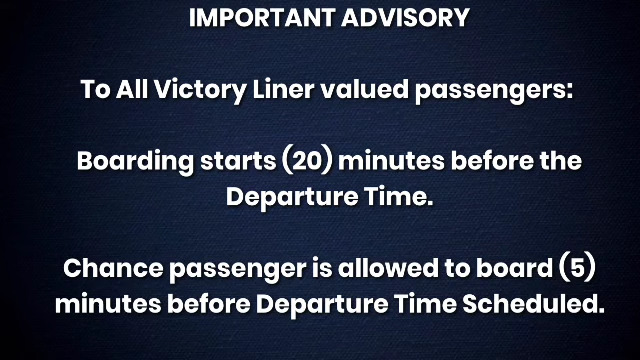 IMPORTANT ADVISORY
To All Victory Liner valued passengers:
Boarding starts (20) minutes before the
Departure Time.
Chance passenger is allowed to board (5)
minutes before Departure Time Scheduled.